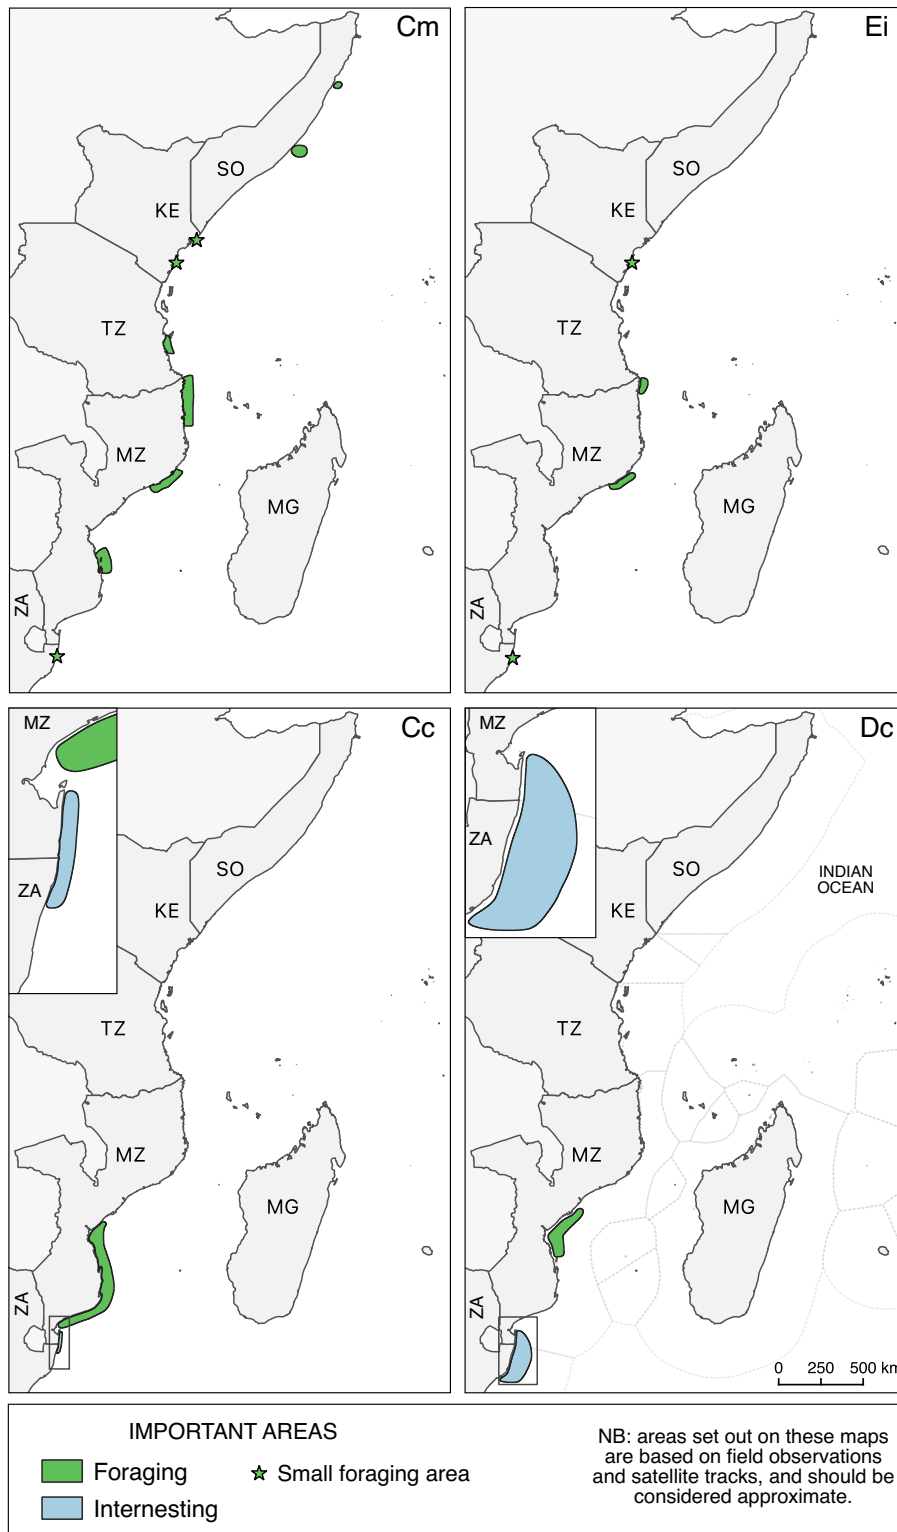 Cm
SO
KE
TZ
MZ
MG
ZA
Ei
SO
KE
TZ
MZ
MG
ZA
Cc
MZ
ZA
SO
KE
TZ
MZ
MG
ZA
Dc
MZ
ZA
SO
INDIAN
OCEAN
KE
TZ
MZ
MG
ZA
0 250 500 km
IMPORTANT AREAS
Foraging
Small foraging area
Internesting
NB: areas set out on these maps
are based on field observations
and satellite tracks, and should be
considered approximate.